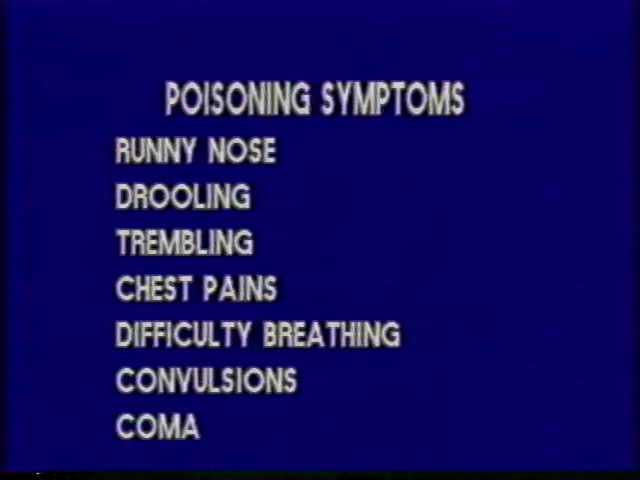 POISONING SYMPTOMS
RUNNY NOSE
DROOLING
TREMBLING
CHEST PAINS
DIFFICULTY BREATHING
CONVULSIONS
COMA